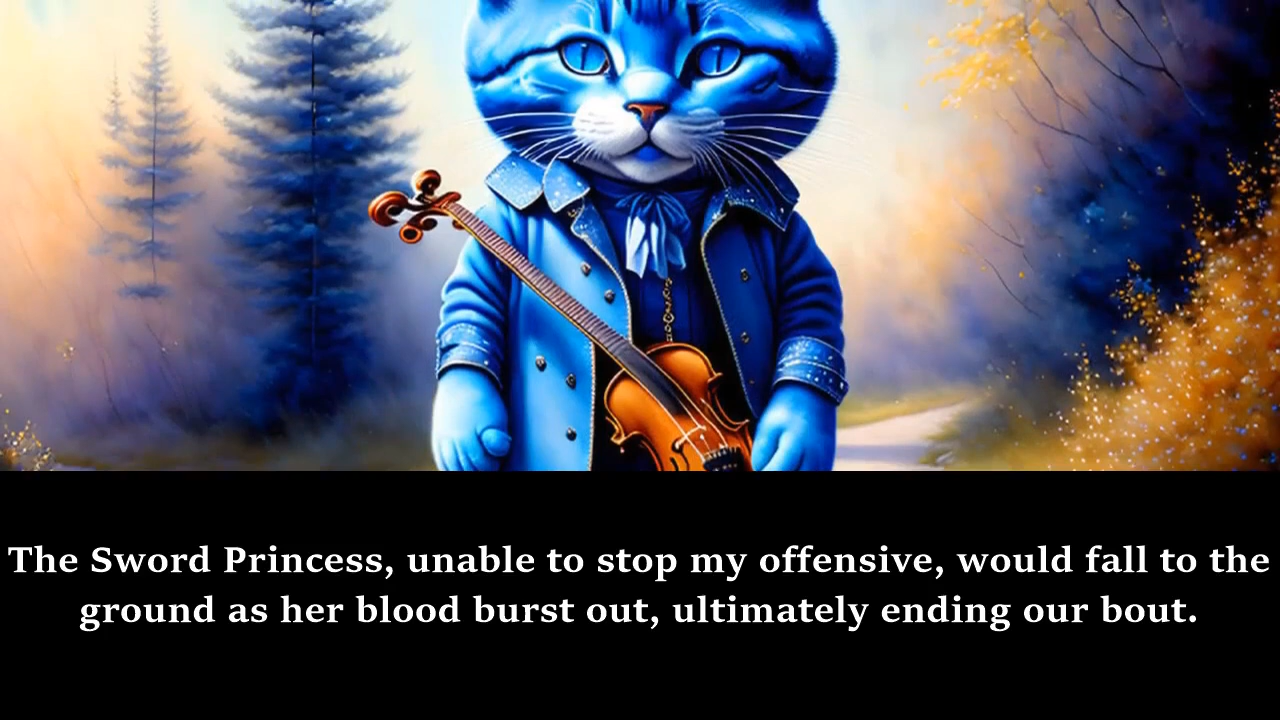 The Sword Princess, unable to stop my offensive, would fall to the
ground as her blood burst out, ultimately ending our bout.